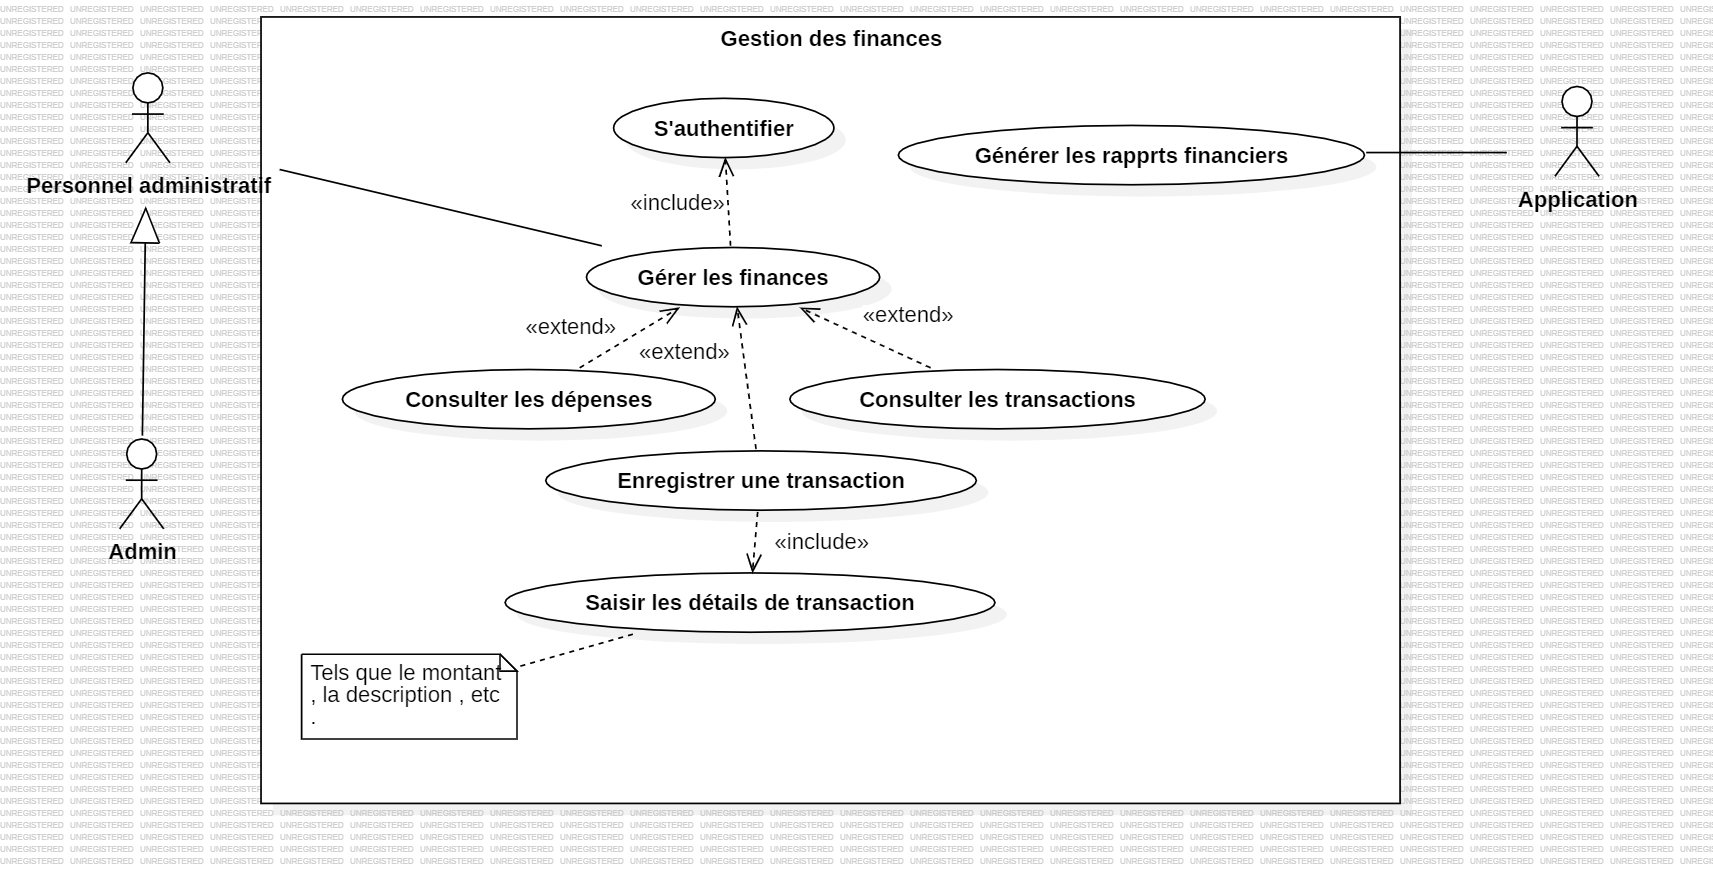 Gestion des finances
S'authentifier
Générer les rapprts financiers
Personnel administratif
Application
«include»
Gérer les finances
«extend»
«extend»
«extend»
Consulter les dépenses
Consulter les transactions
Enregistrer une transaction
«include»
Admin
Saisir les détails de transaction
Tels que le montant
, la description , etc
.
UNREGISTERED